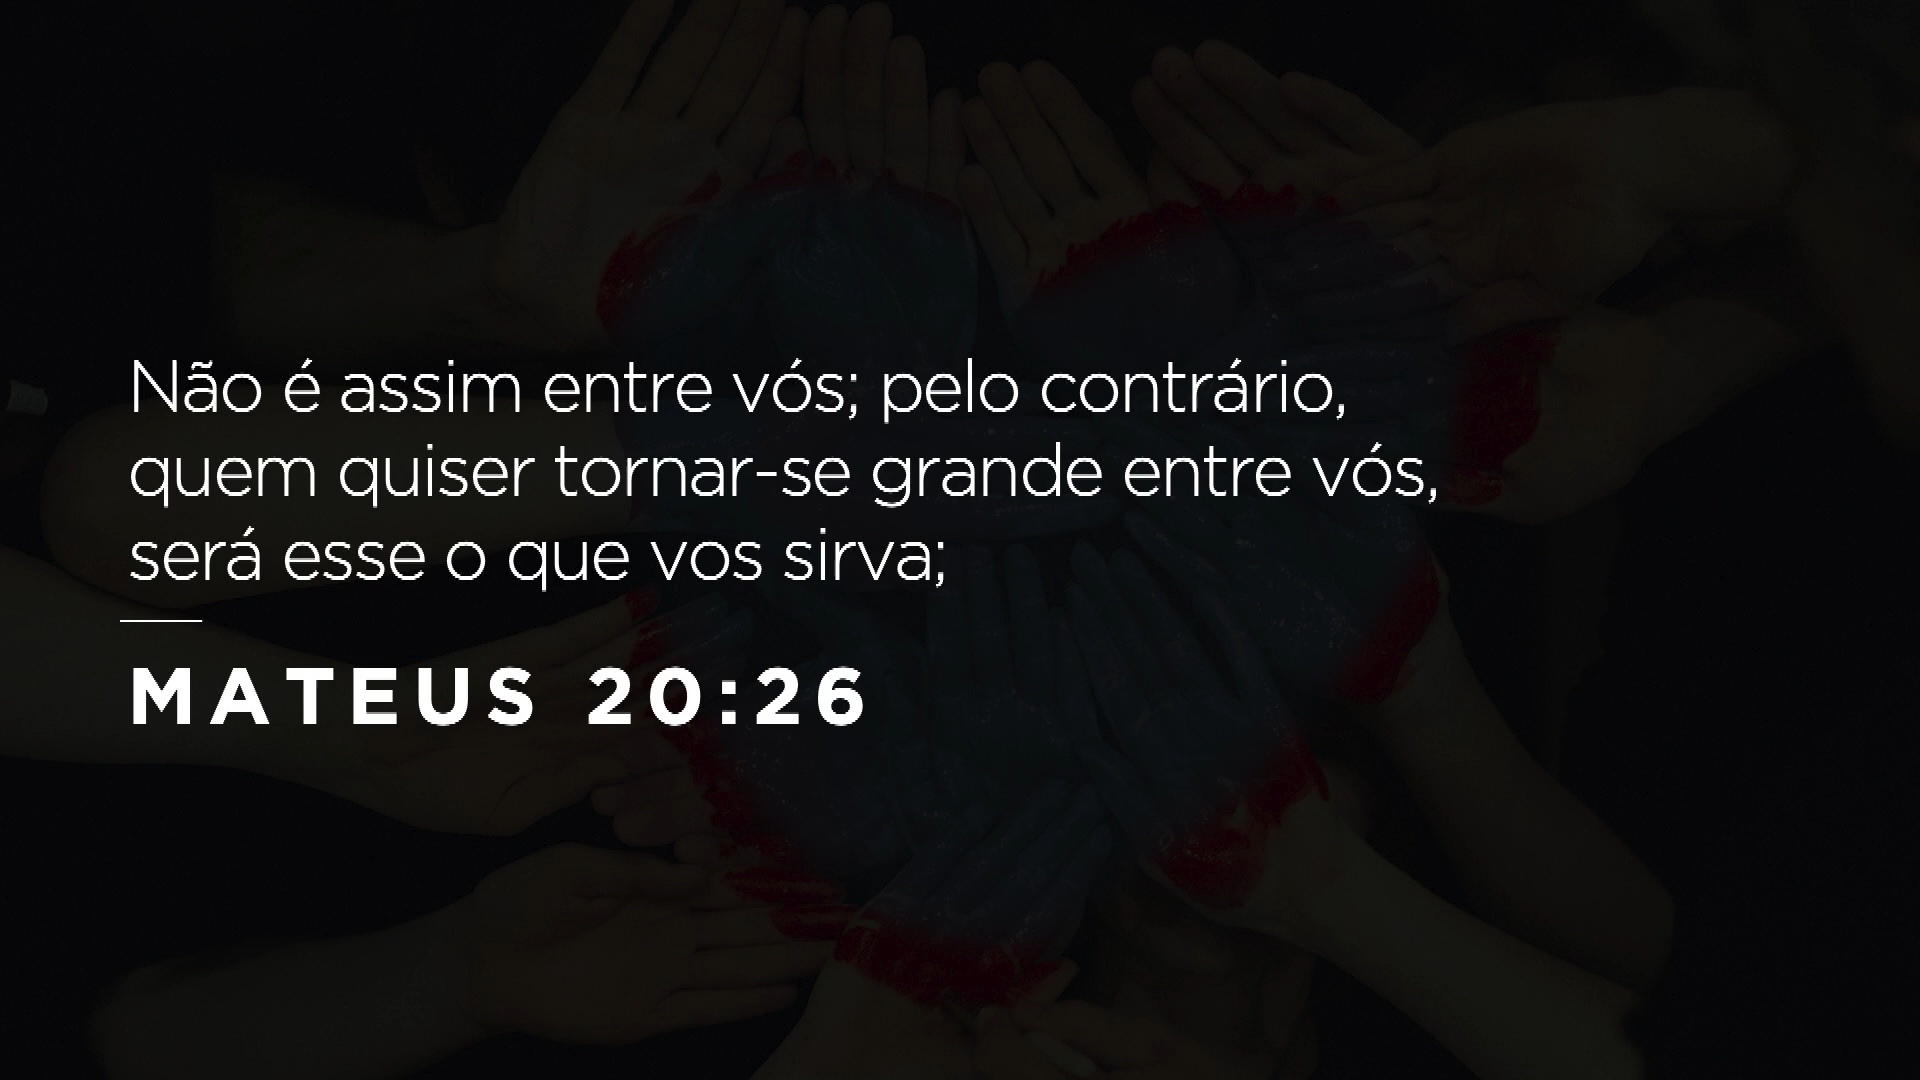 Não é assim entre vós; pelo contrário,
quem quiser tornar-se grande entre vós,
será esse o que vos sirva;
MATEUS 20:26